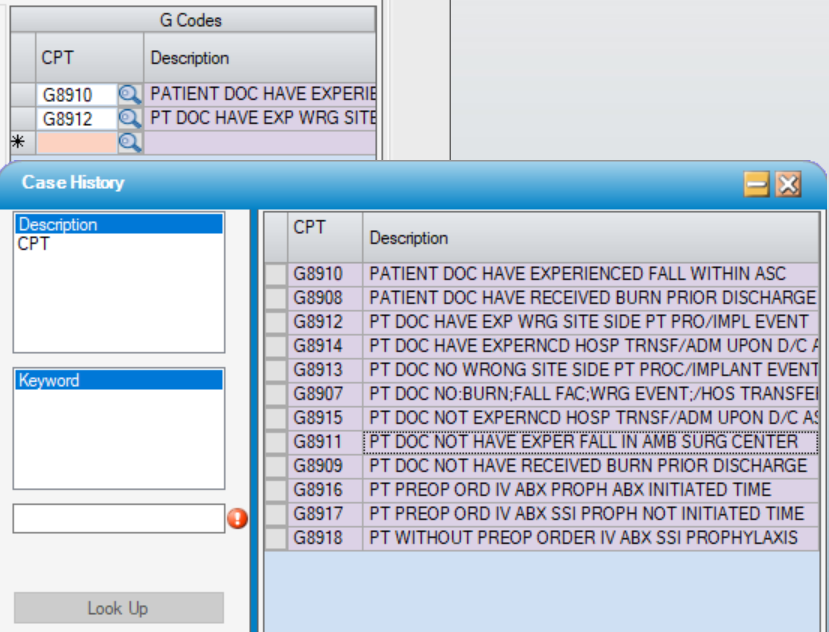 G Codes
CPT Description
G8910 PATIENT DOC HAVE EXPERIE
G8912 PT DOC HAVE EXP WRG SITE
*
Case History
Description
CPT
Keyword
Look Up
CPT Description
G8910 PATIENT DOC HAVE EXPERIENCED FALL WITHIN ASC
G8908 PATIENT DOC HAVE RECEIVED BURN PRIOR DISCHARGE
G8912 PT DOC HAVE EXP WRG SITE SIDE PT PRO/IMPL EVENT
G8914 PT DOC HAVE EXPERNCD HOSP TRNSF/ADM UPON D/C A
G8913 PT DOC NO WRONG SITE SIDE PT PROC/IMPLANT EVENT
G8907 PT DOC NO:BURN;FALL FAC;WRG EVENT;/HOS TRANSFE
G8915 PT DOC NOT EXPERNCD HOSP TRNSF/ADM UPON D/C AS
G8911 PT DOC NOT HAVE EXPER FALL IN AMB SURG CENTER
G8909 PT DOC NOT HAVE RECEIVED BURN PRIOR DISCHARGE
G8916 PT PREOP ORD IV ABX PROPH ABX INITIATED TIME
G8917 PT PREOP ORD IV ABX SSI PROPH NOT INITIATED TIME
G8918 PT WITHOUT PREOP ORDER IV ABX SSI PROPHYLAXIS